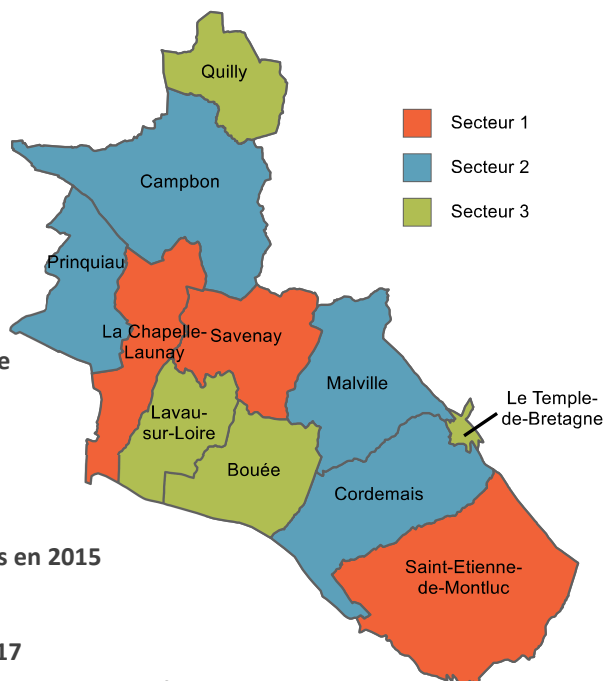 Quilly
Secteur 1
Secteur 2
Secteur 3
Campbon
Prinquiau
La Chapelle-
Launay
Savenay
e
Malville
Le Temple-
de-Bretagne
Lavau-
sur-Loire
Bouée
Cordemais
s en 2015
Saint-Etienne-
de-Montluc
17